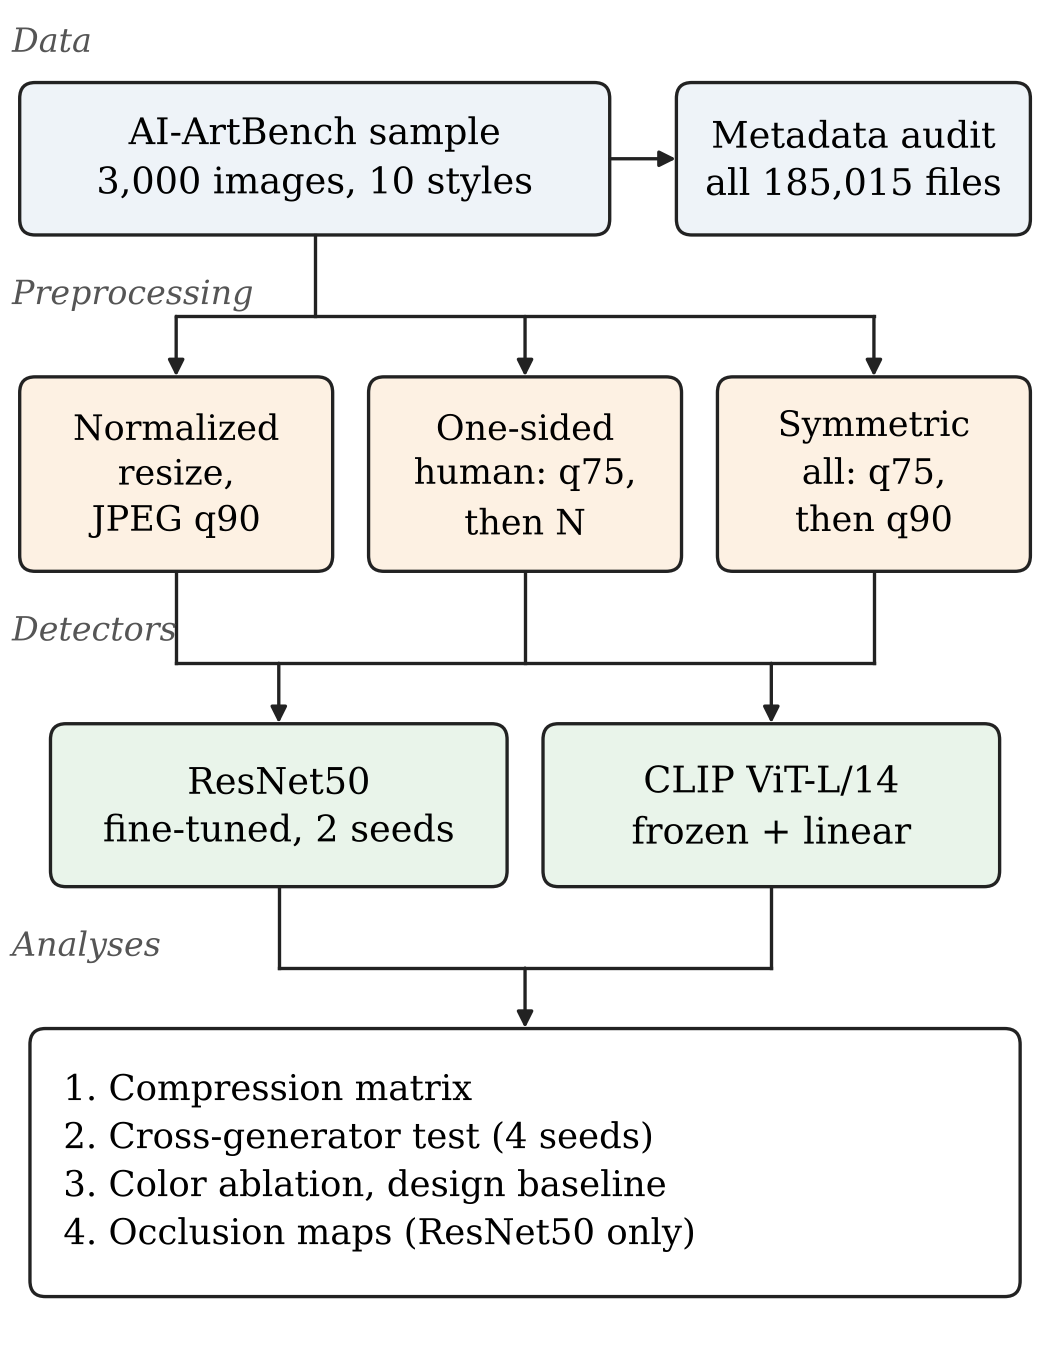 Data
AI-ArtBench sample
3,000 images, 10 styles
Metadata audit
all 185,015 files
Preprocessing
Normalized
resize,
JPEG q90
One-sided
human: q75,
then N
Symmetric
all: q75,
then q90
Detectors
ResNet50
fine-tuned, 2 seeds
CLIP ViT-L/14
frozen + linear
Analyses
1. Compression matrix
2. Cross-generator test (4 seeds)
3. Color ablation, design baseline
4. Occlusion maps (ResNet50 only)